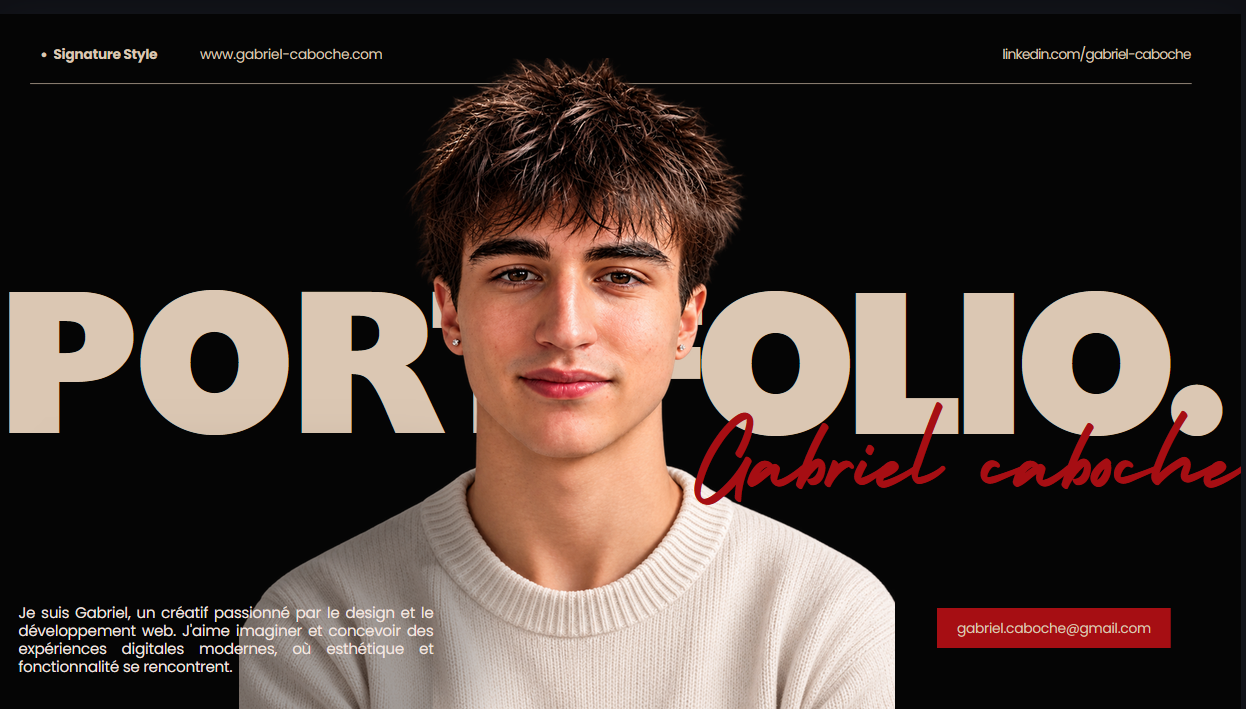 • Signature Style
www.gabriel-caboche.com
linkedin.com/gabriel-caboche
PORTFOLIO.
Gabriel caboche
Je suis Gabriel, un créatif passionné par le design et le
développement web. J'aime imaginer et concevoir des
expériences digitales modernes, où esthétique et
fonctionnalité se rencontrent.
gabriel.caboche@gmail.com